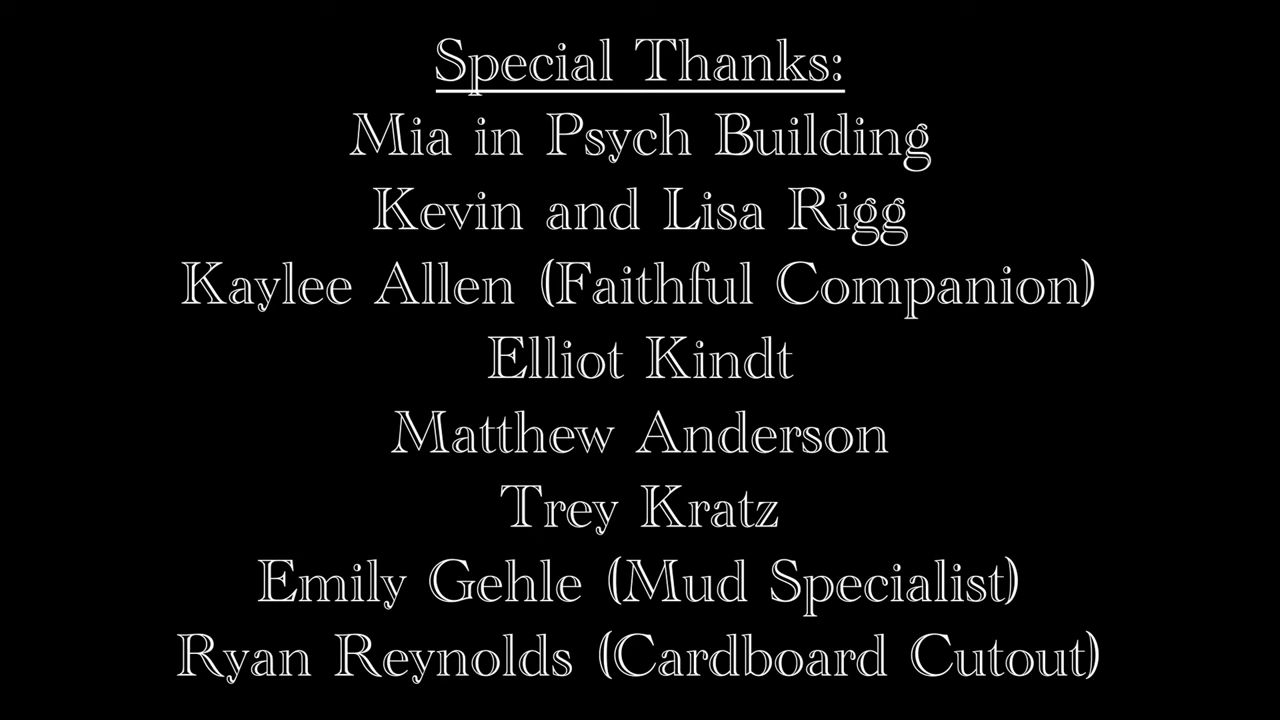 Special Thanks:
Mia in Psych Building
Kevin and Lisa Rigg
Kaylee Allen (Faithful Companion)
Elliot Kindt
Matthew Anderson
Trey Kratz
Emily Gehle (Mud Specialist)
Ryan Reynolds (Cardboard Cutout)